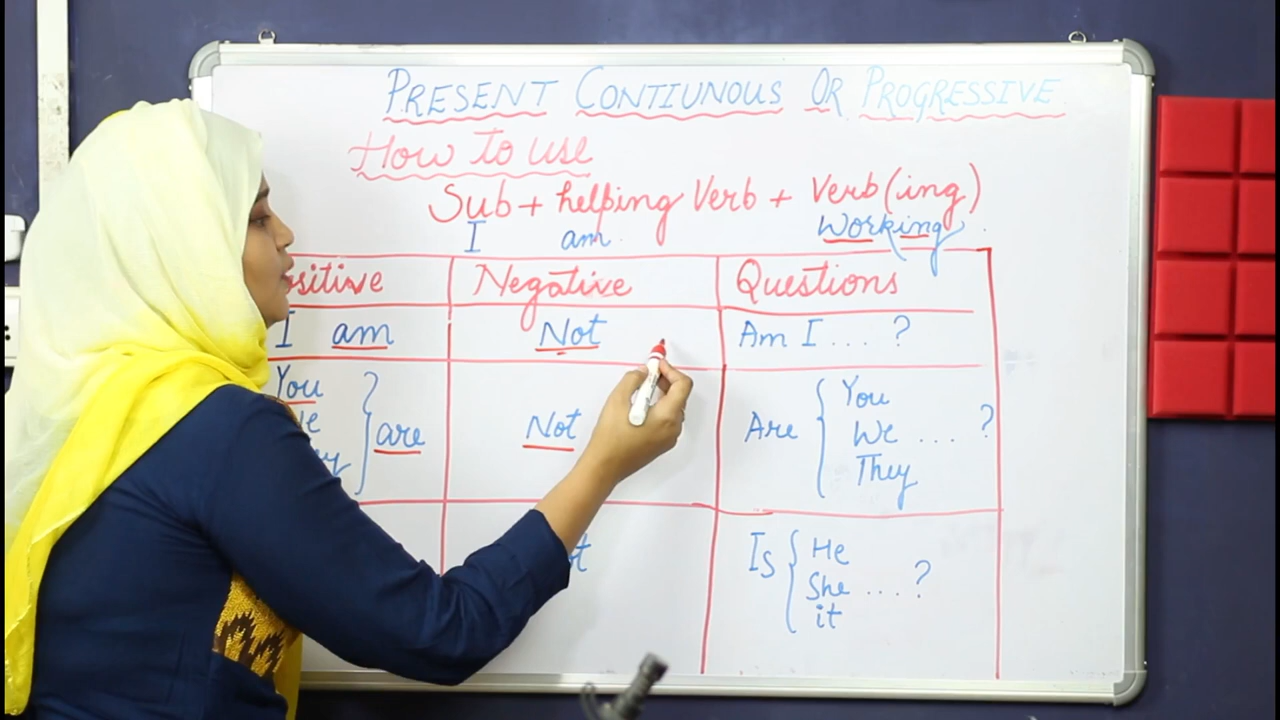 PRESENT CONTIUNOUS OR PROGRESSIVE
How To use
Sub + helping Verb + Verb (ing)
I am Working
Negative Questions
I am Not Am I .... ?
You are Not Are You We They .... ?
Is He She it .... ?